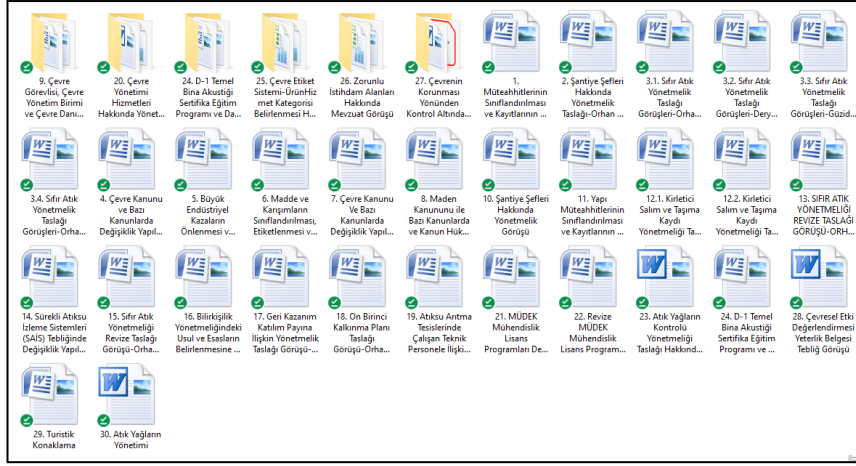 9. Çevre
Görevlisi, Çevre
Yönetim Birimi
ve Çevre Danı...
20. Çevre
Yönetimi
Hizmetleri
Hakkında Yönet...
24. D-1 Temel
Bina Akustiği
Sertifika Eğitim
Programı ve Da...
25. Çevre Etiket
Sistemi-ÜrünHiz
met Kategorisi
Belirlenmesi H...
26. Zorunlu
İstihdam Alanları
Hakkında
Mevzuat Görüşü
27. Çevrenin
Korunması
Yönünden
Kontrol Altında...
1.
Müteahhitlerinin
Sınıflandırılması
ve Kayıtlarının ...
2. Şantiye Şefleri
Hakkında
Yönetmelik
Taslağı-Orhan ...
3.1. Sıfır Atık
Yönetmelik
Taslağı
Görüşleri-Orha...
3.2. Sıfır Atık
Yönetmelik
Taslağı
Görüşleri-Dery...
3.3. Sıfır Atık
Yönetmelik
Taslağı
Görüşleri-Güzid...
3.4. Sıfır Atık
Yönetmelik
Taslağı
Görüşleri-Orha...
4. Çevre Kanunu
ve Bazı
Kanunlarda
Değişiklik Yapıl...
5. Büyük
Endüstriyel
Kazaların
Önlenmesi v...
6. Madde ve
Karışımların
Sınıflandırılması,
Etiketlenmesi v...
7. Çevre Kanunu
Ve Bazı
Kanunlarda
Değişiklik Yapıl...
8. Maden
Kanununu ile
Bazı Kanunlarda
ve Kanun Hük...
10. Şantiye Şefleri
Hakkında
Yönetmelik
Görüşü
11. Yapı
Müteahhitlerinin
Sınıflandırılması
ve Kayıtlarının ...
12.1. Kirletici
Salım ve Taşıma
Kaydı
Yönetmeliği Ta...
12.2. Kirletici
Salım ve Taşıma
Kaydı
Yönetmeliği Ta...
13. SIFIR ATIK
YÖNETMELİĞİ
REVİZE TASLAĞI
GÖRÜŞÜ-ORH...
14. Sürekli Atıksu
İzleme Sistemleri
(SAİS) Tebliğinde
Değişiklik Yapıl...
15. Sıfır Atık
Yönetmeliği
Revize Taslağı
Görüşü-Orha...
16. Bilirkişilik
Yönetmeliğindeki
Usul ve Esasların
Belirlenmesine ...
17. Geri Kazanım
Katılım Payına
İlişkin Yönetmelik
Taslağı Görüşü-...
18. On Birinci
Kalkınma Planı
Taslağı
Görüşü-Orha...
19. Atıksu Arıtma
Tesislerinde
Çalışan Teknik
Personele İlişki...
21. MÜDEK
Mühendislik
Lisans
Programları De...
22. Revize
MÜDEK
Mühendislik
Lisans Program...
23. Atık Yağların
Kontrolü
Yönetmeliği
Taslağı Hakkınd...
24. D-1 Temel
Bina Akustiği
Sertifika Eğitim
Programı ve ...
28. Çevresel Etki
Değerlendirmesi
Yeterlik Belgesi
Tebliğ Görüşü
29. Turistik
Konaklama
30. Atık Yağların
Yönetimi